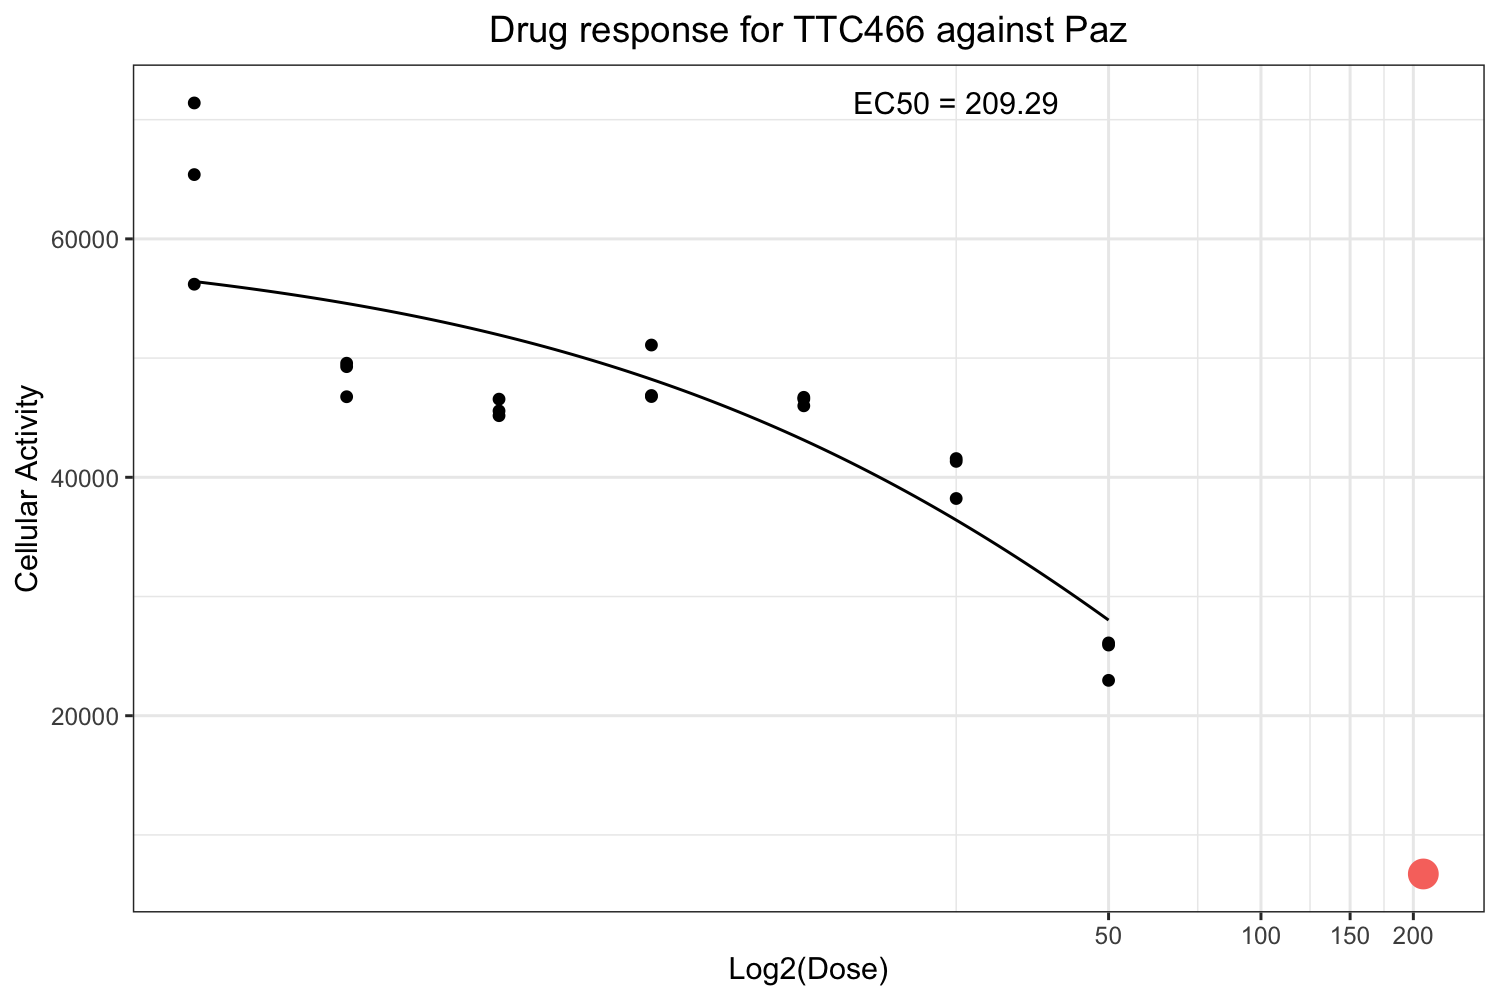 Drug response for TTC466 against Paz
EC50 = 209.29
60000
40000
20000
Cellular Activity
50 100 150 200
Log2(Dose)